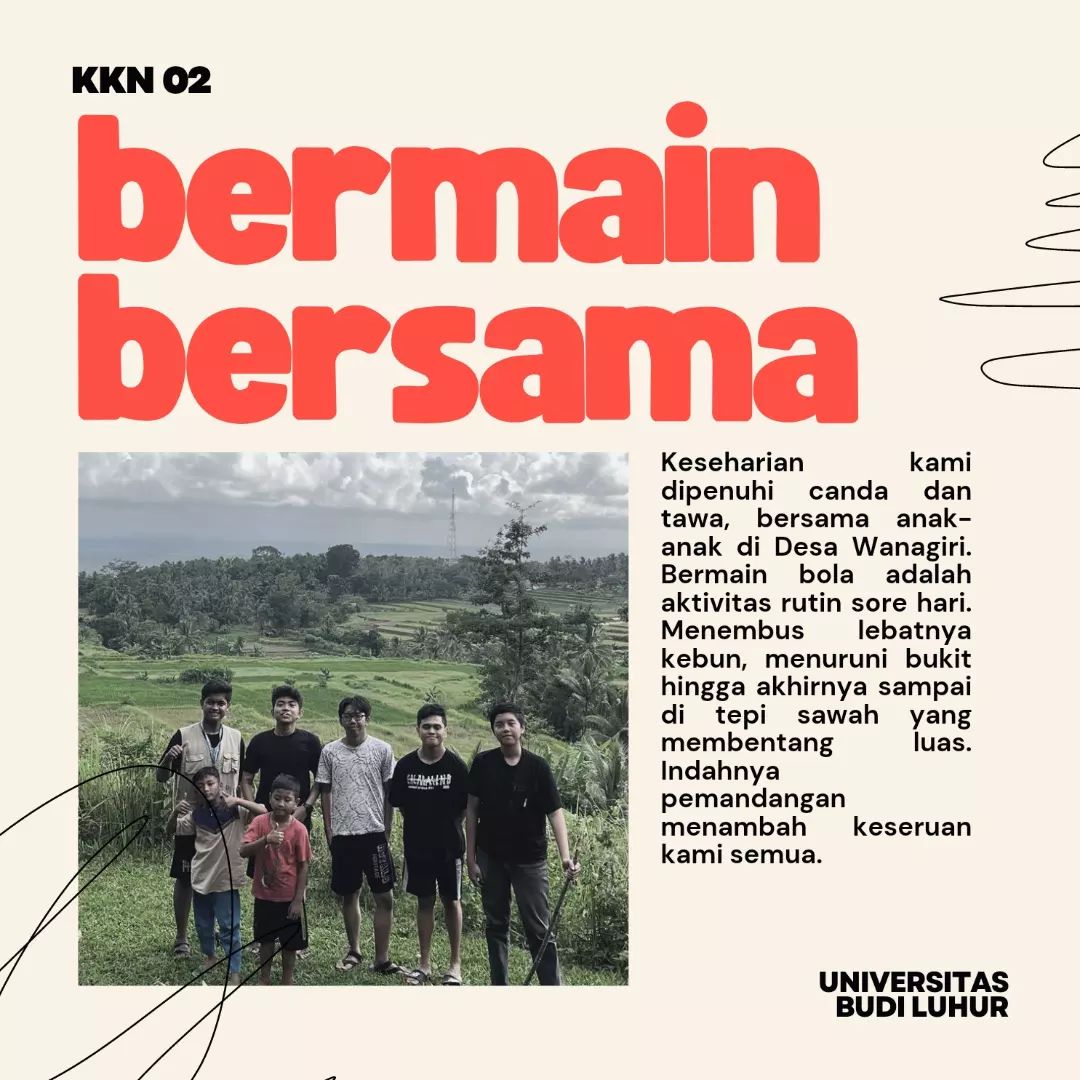 KKN 02
bermain
bersama
Keseharian kami
dipenuhi canda dan
tawa, bersama anak-
anak di Desa Wanagiri.
Bermain bola adalah
aktivitas rutin sore hari.
Menembus lebatnya
kebun, menuruni bukit
hingga akhirnya sampai
di tepi sawah yang
membentang luas.
Indahnya
pemandangan
menambah keseruan
kami semua.
UNIVERSITAS
BUDI LUHUR